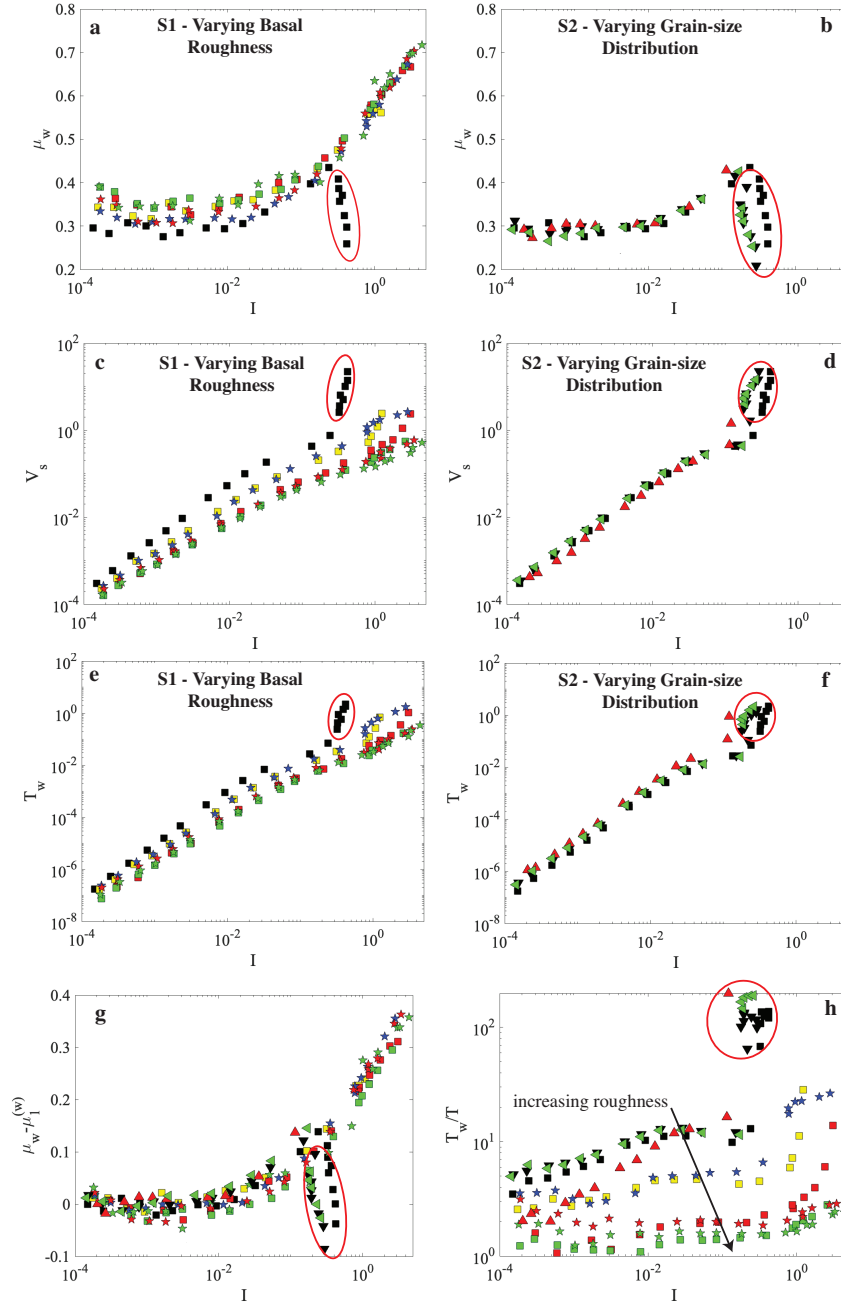 a
S1 - Varying Basal
Roughness
0.8
0.7
0.6
0.5
0.4
0.3
0.2
μw
10-4
10-2
100
I
S2 - Varying Grain-size
Distribution
b
0.8
0.7
0.6
0.5
0.4
0.3
0.2
μw
10-4
10-2
100
I
c
S1 - Varying Basal
Roughness
102
100
10-2
10-4
Vs
10-4
10-2
100
I
S2 - Varying Grain-size
Distribution
d
102
100
10-2
10-4
Vs
10-4
10-2
100
I
e
S1 - Varying Basal
Roughness
102
100
10-2
10-4
10-6
10-8
Tw
10-4
10-2
100
I
S2 - Varying Grain-size
Distribution
f
102
100
10-2
10-4
10-6
10-8
Tw
10-4
10-2
100
I
g
0.4
0.3
0.2
0.1
0
-0.1
μw-μ1(w)
10-4
10-2
100
I
h
102
101
100
Tw/T
increasing roughness
10-4
10-2
100
I